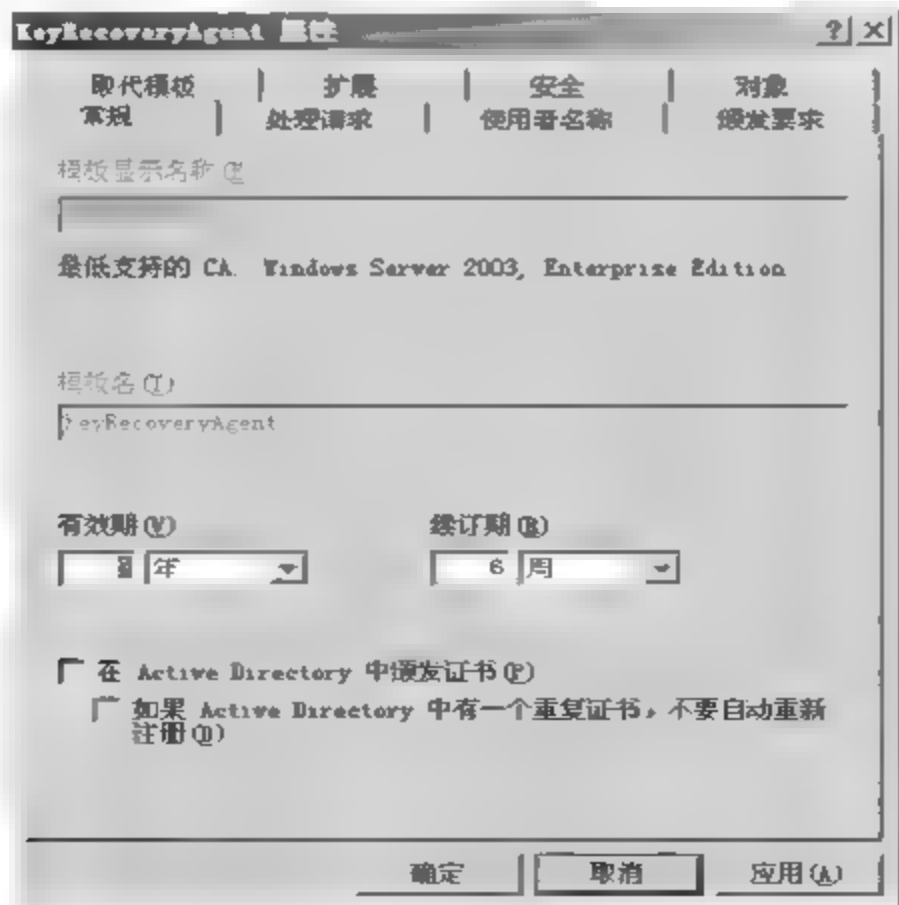 KeyRecoveryAgent 属性
取代模板 扩展 安全 对象
常规 处理请求 使用者名称 颁发要求
模板显示名称(E)
最低支持的 CA: Windows Server 2003, Enterprise Edition
模板名(T)
KeyRecoveryAgent
有效期(V) 续订期(R)
年 6 周
在 Active Directory 中颁发证书(P)
如果 Active Directory 中有一个重复证书，不要自动重新
注册(D)
确定 取消 应用(A)